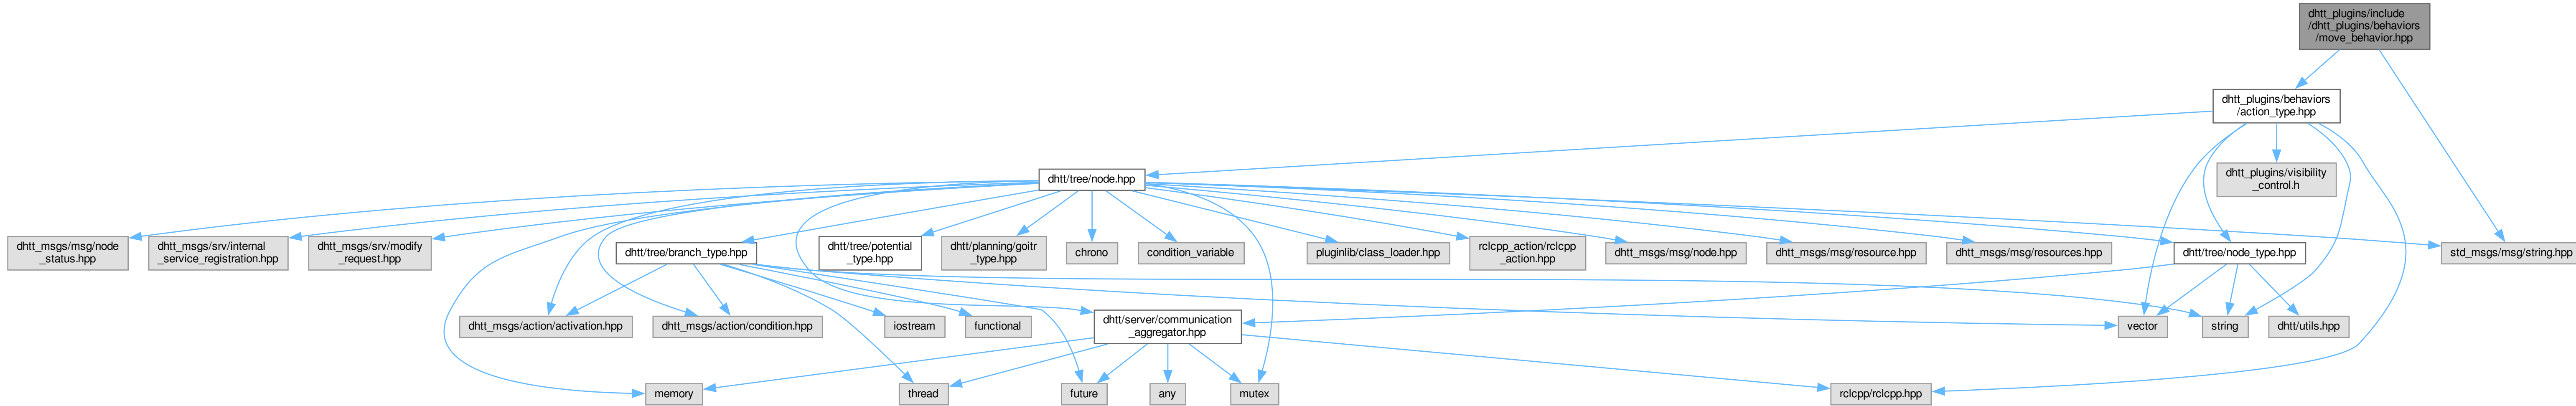 dhtt_plugins/include
/dhtt_plugins/behaviors
/move_behavior.hpp
dhtt_plugins/behaviors
/action_type.hpp
dhtt/tree/node.hpp
dhtt_plugins/visibility
_control.h
dhtt_msgs/msg/node
_status.hpp
dhtt_msgs/srv/internal
_service_registration.hpp
dhtt_msgs/srv/modify
_request.hpp
dhtt/tree/branch_type.hpp
dhtt/tree/potential
_type.hpp
dhtt/planning/goitr
_type.hpp
chrono
condition_variable
pluginlib/class_loader.hpp
rclcpp_action/rclcpp
_action.hpp
dhtt_msgs/msg/node.hpp
dhtt_msgs/msg/resource.hpp
dhtt_msgs/msg/resources.hpp
dhtt/tree/node_type.hpp
std_msgs/msg/string.hpp
dhtt_msgs/action/activation.hpp
dhtt_msgs/action/condition.hpp
iostream
functional
dhtt/server/communication
_aggregator.hpp
vector
string
dhtt/utils.hpp
memory
thread
future
any
mutex
rclcpp/rclcpp.hpp